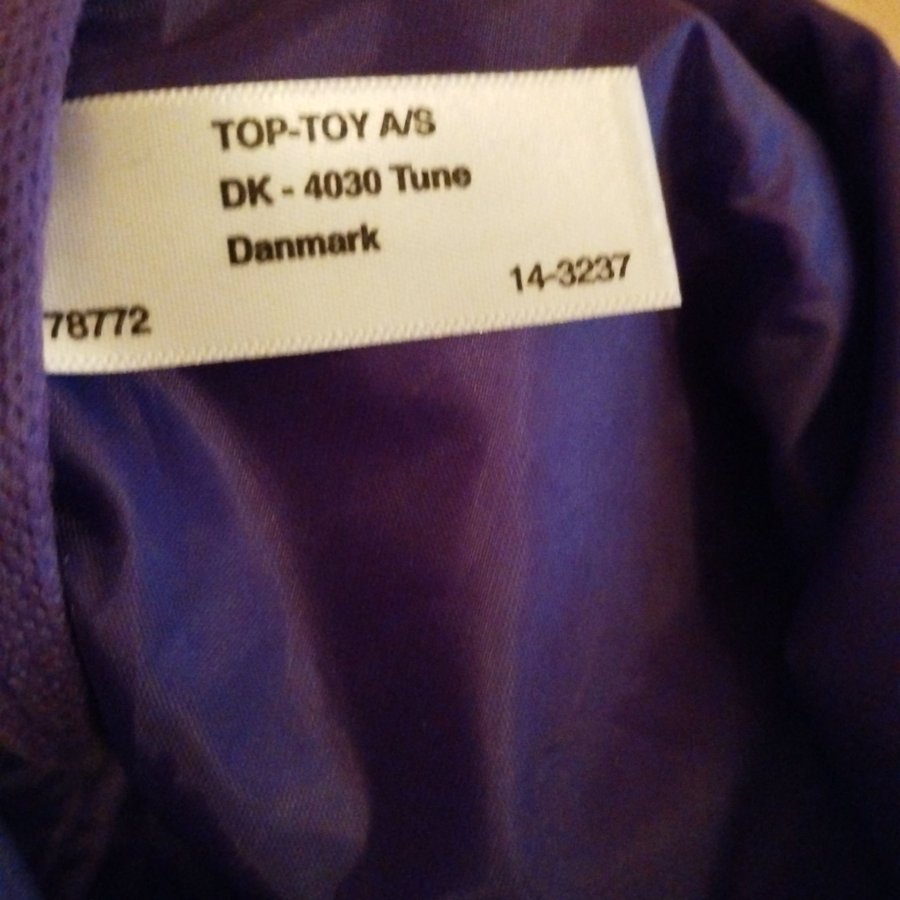 TOP-TOY A/S
DK - 4030 Tune
Danmark
14-3237
78772